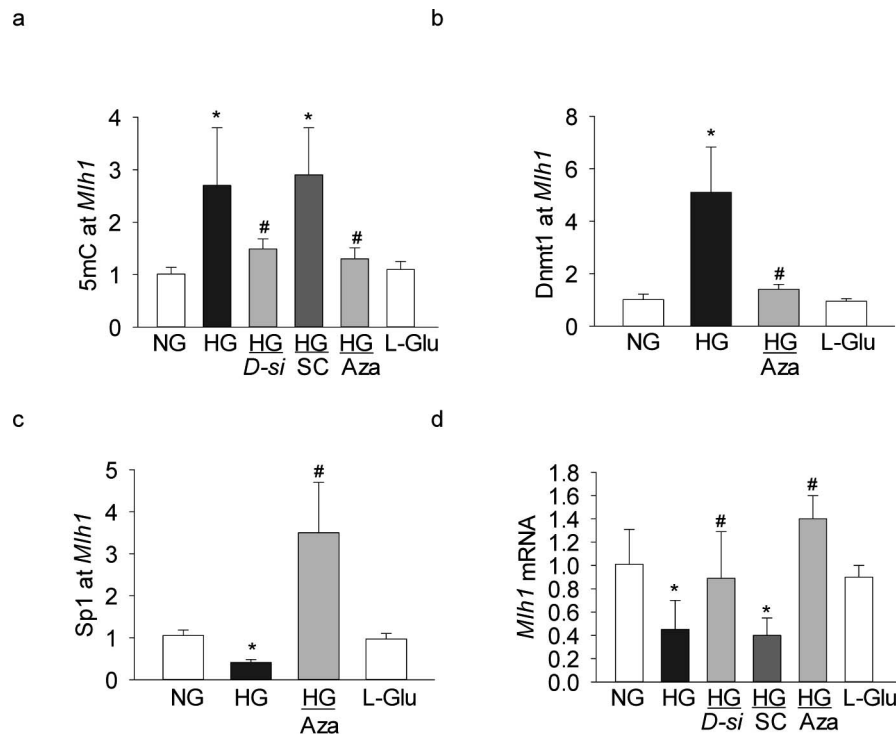 a
5mC at Mlh1
4
3
2
1
0
* * # #
NG HG HG HG HG L-Glu
D-si SC Aza
b
Dnmt1 at Mlh1
8
6
4
2
0
* #
NG HG HG L-Glu
Aza
c
Sp1 at Mlh1
5
4
3
2
1
0
* #
NG HG HG L-Glu
Aza
d
Mlh1 mRNA
1.8
1.6
1.4
1.2
1.0
0.8
0.6
0.4
0.2
0.0
* # * #
NG HG HG HG HG L-Glu
D-si SC Aza